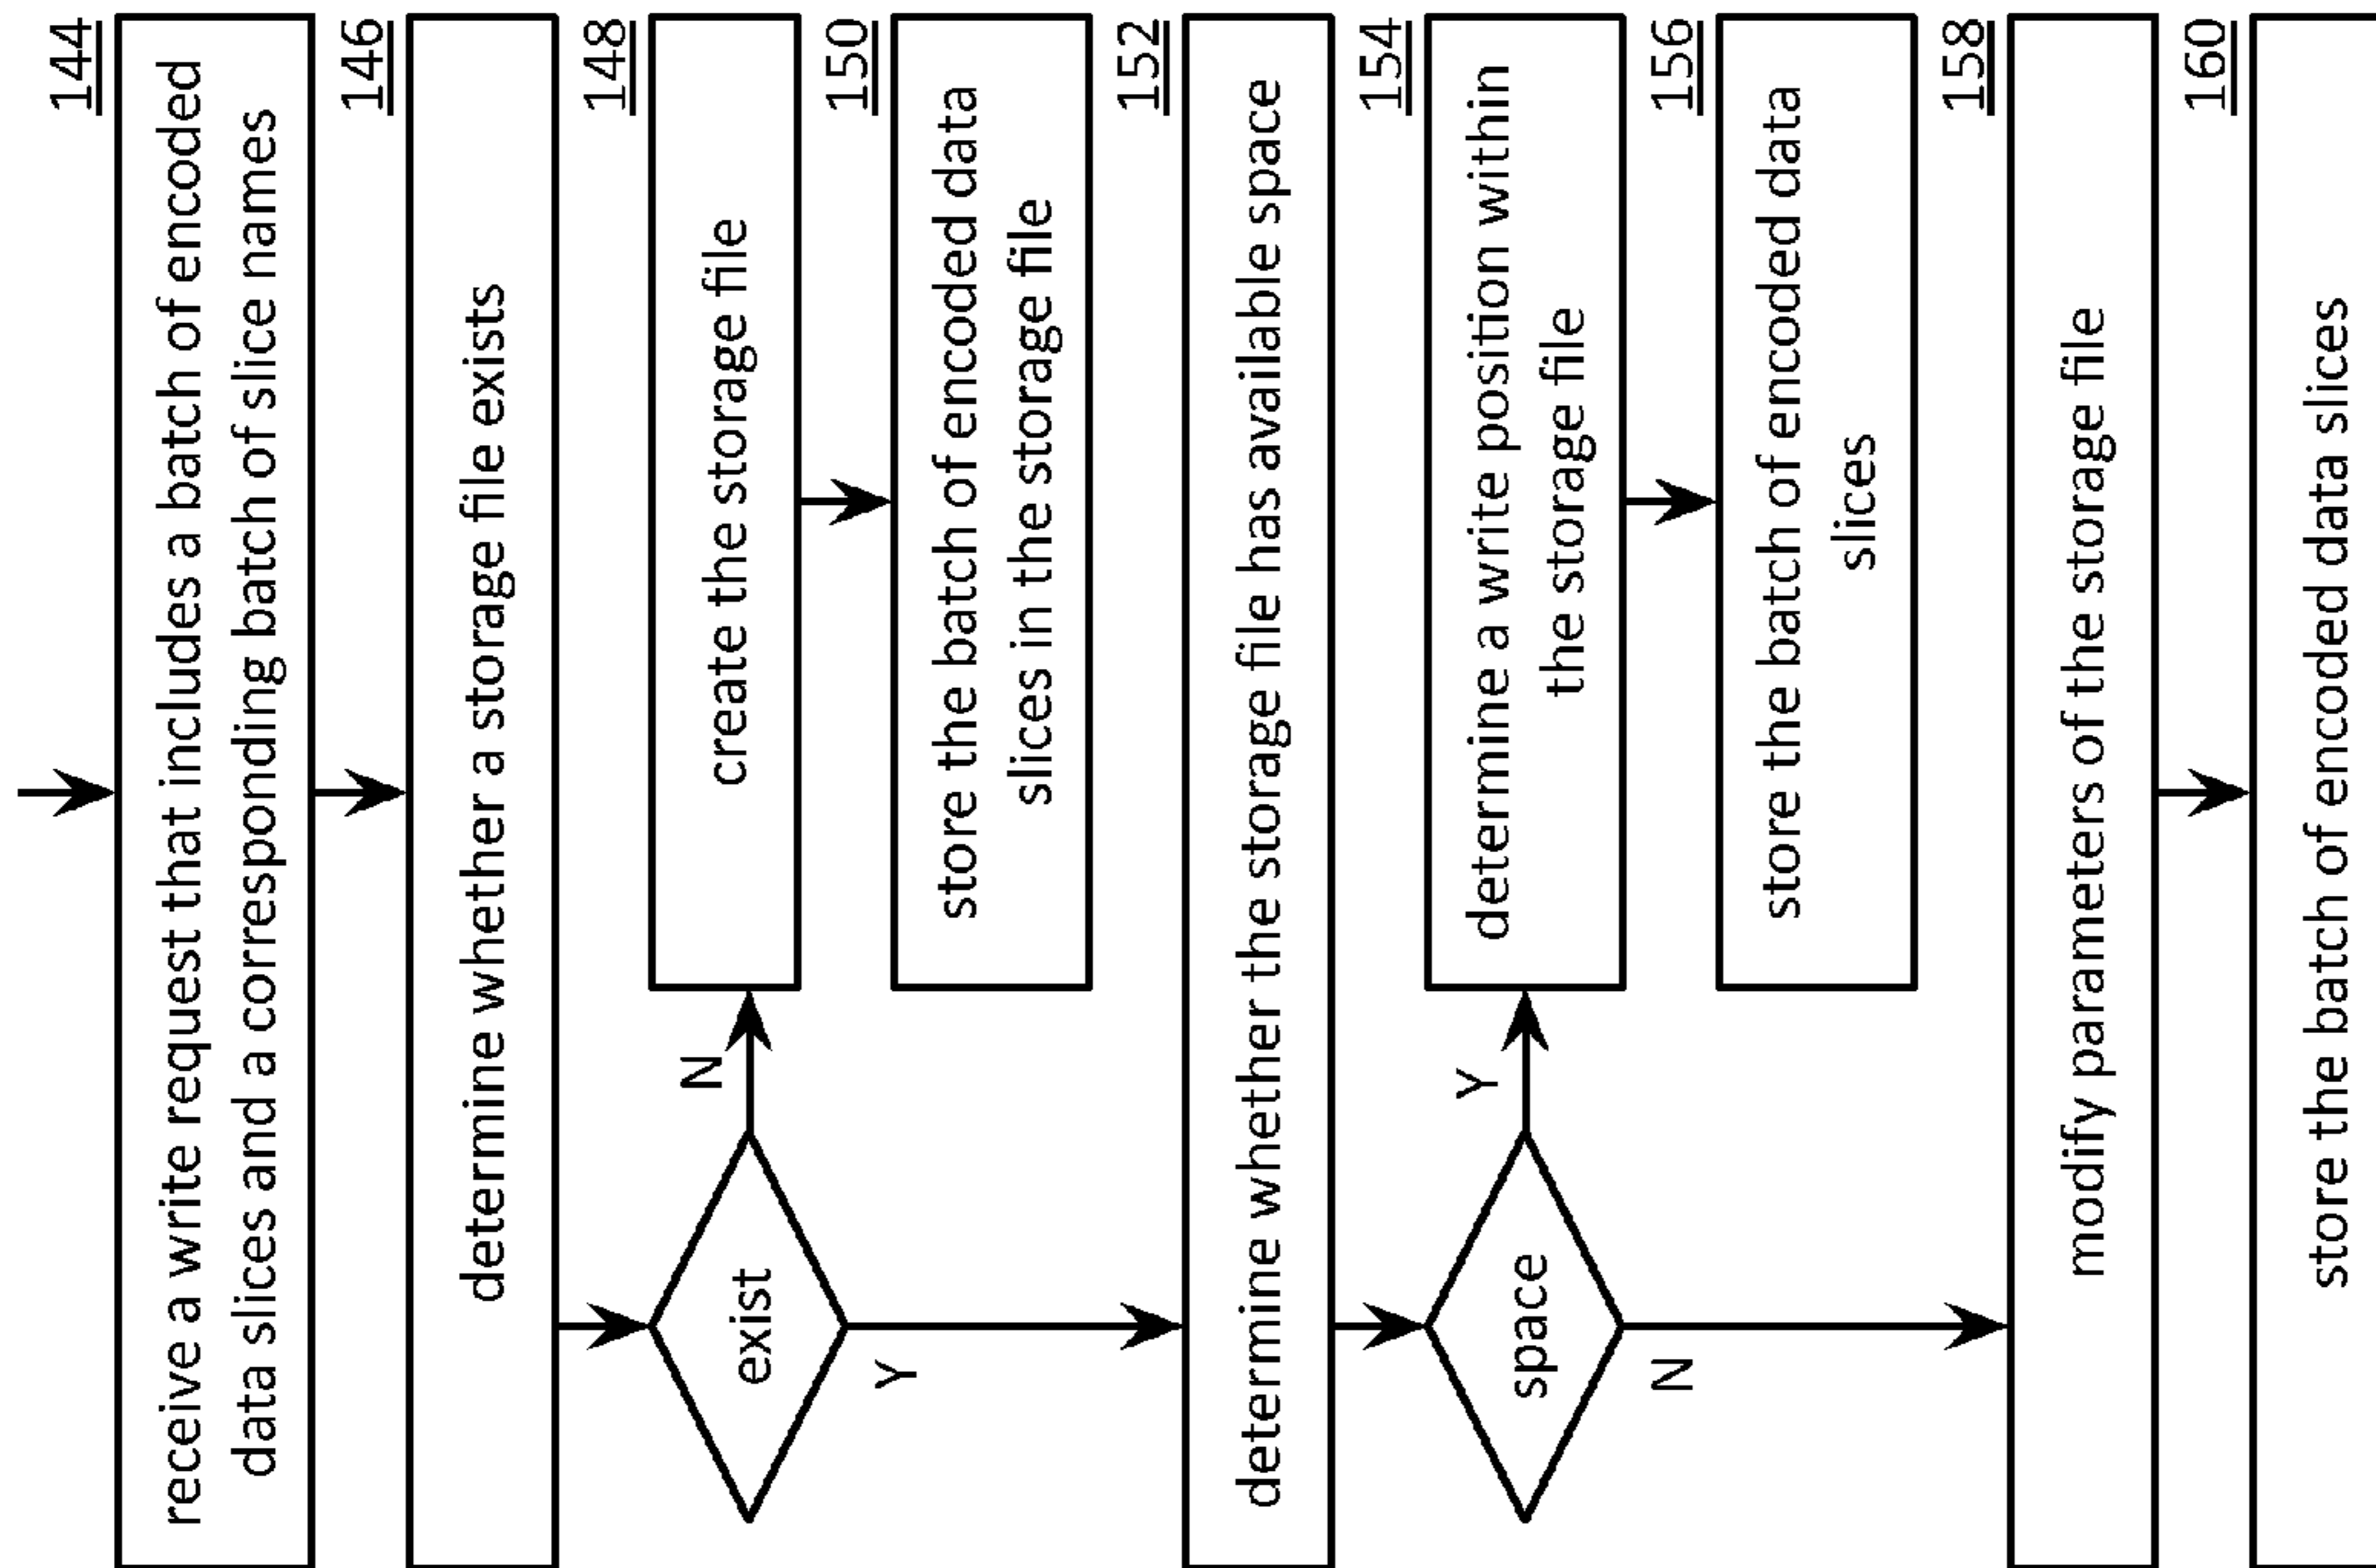 144
receive a write request that includes a batch of encoded
data slices and a corresponding batch of slice names
146
determine whether a storage file exists
exist
N
Y
148
create the storage file
150
store the batch of encoded data
slices in the storage file
152
determine whether the storage file has available space
space
Y
N
154
determine a write position within
the storage file
156
store the batch of encoded data
slices
158
modify parameters of the storage file
160
store the batch of encoded data slices